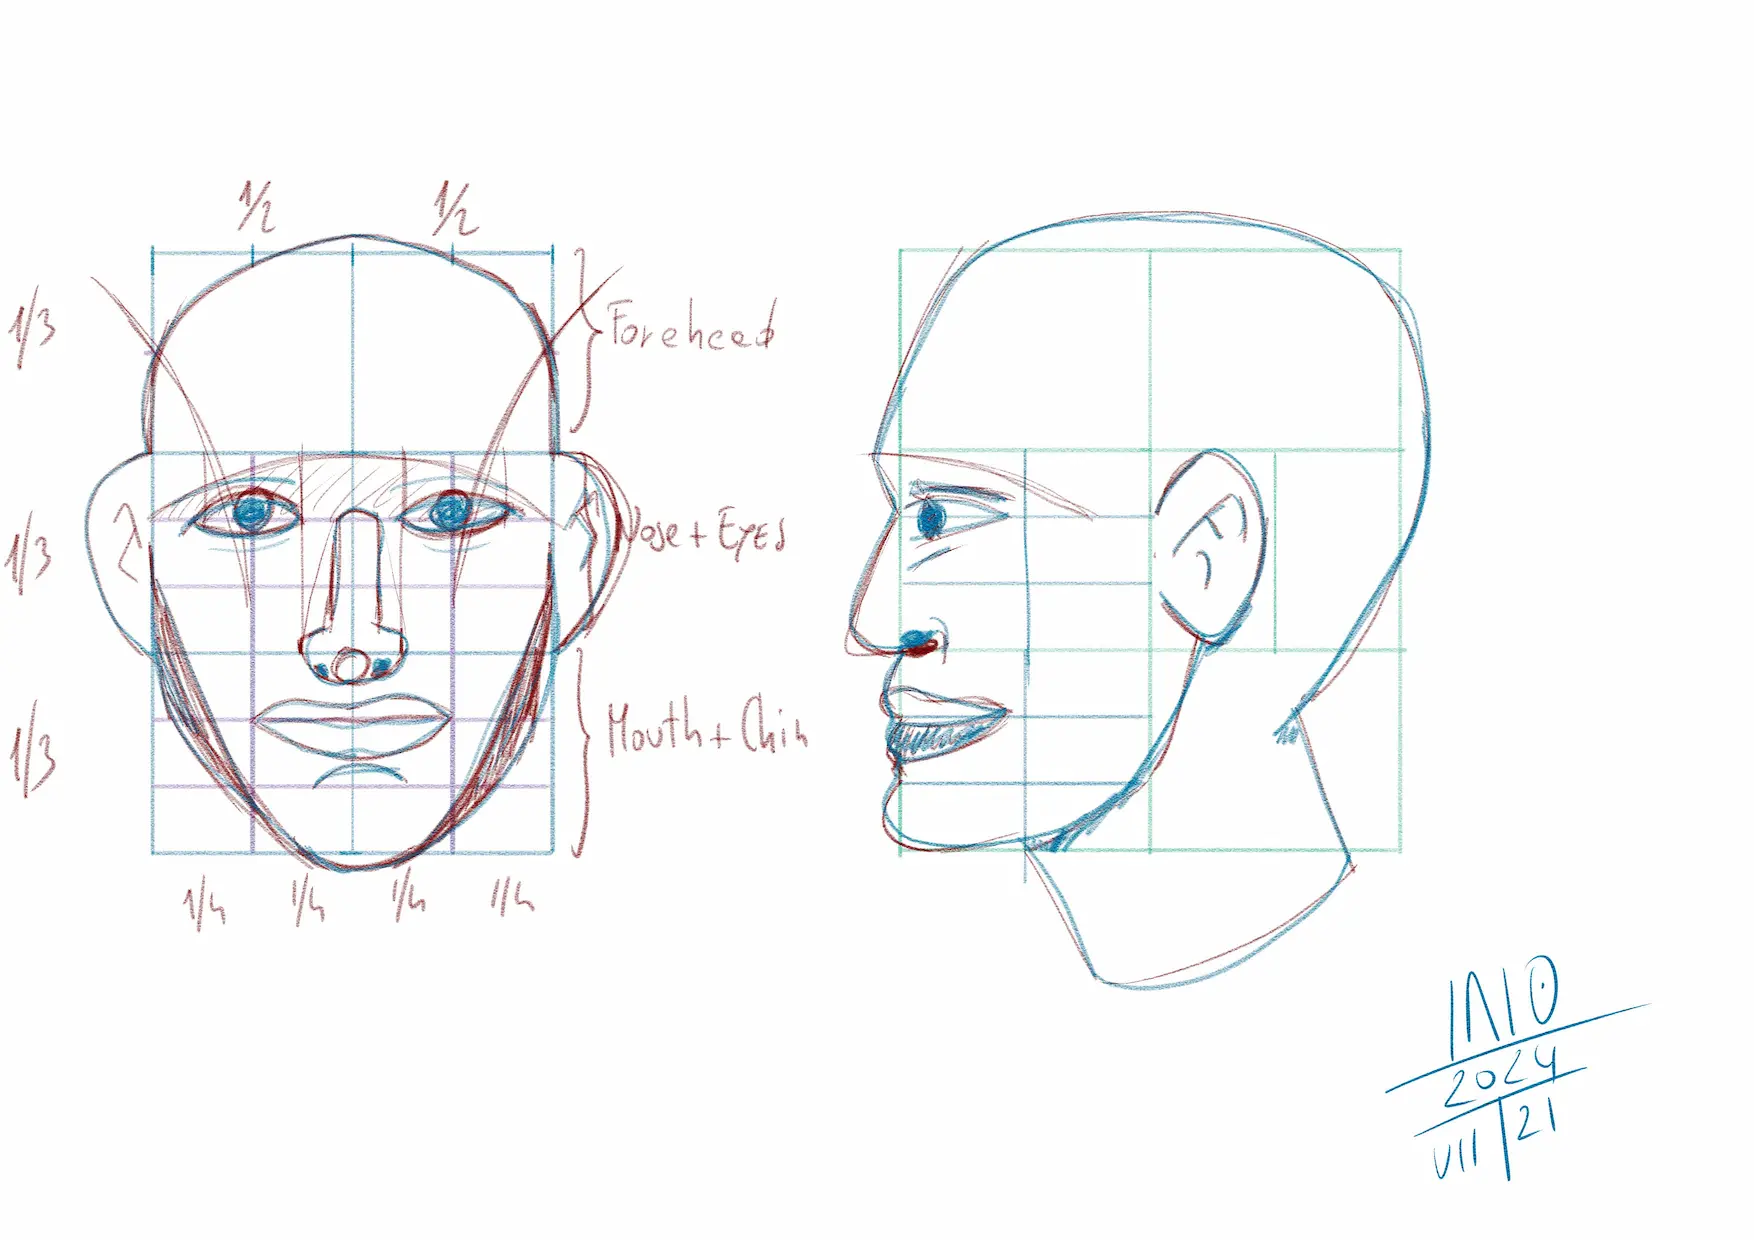 1/2 1/2
1/3
Forehead
1/3
Nose + EyEs
1/3
Mouth + Chin
1/4 1/4 1/4 1/4
2024
VII 21